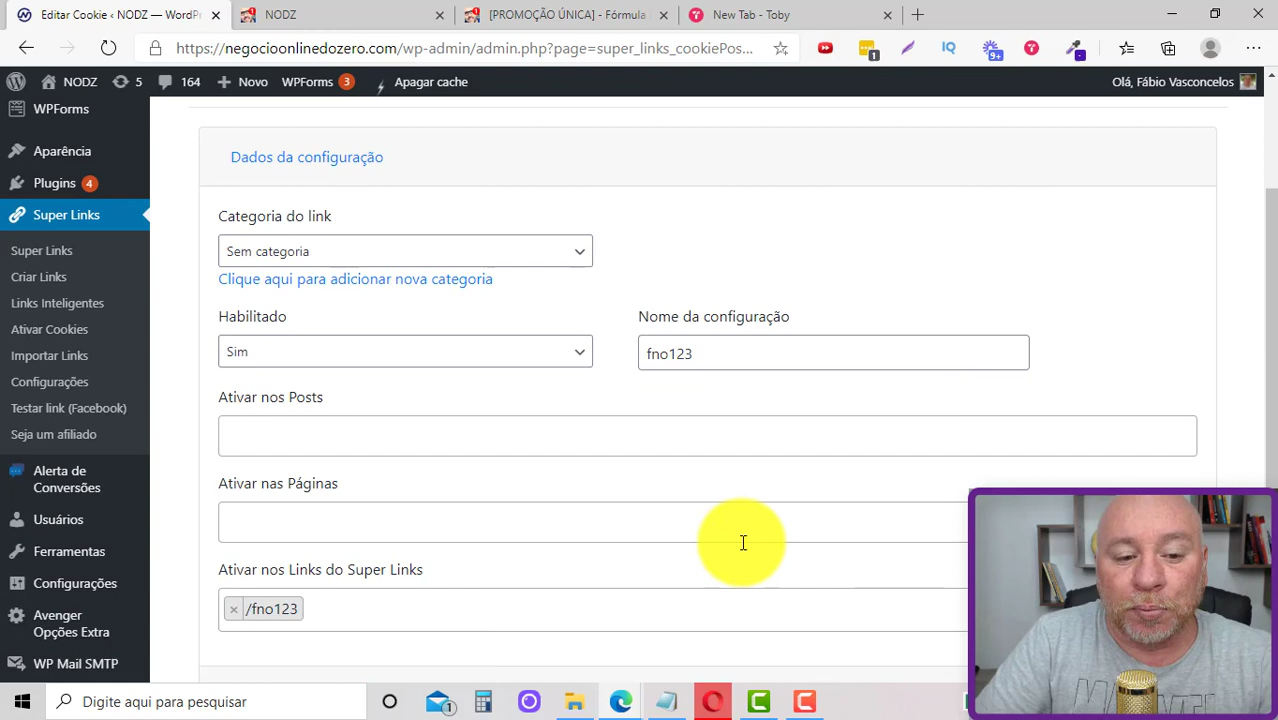 Editar Cookie ‹ NODZ — WordPr
NODZ
[PROMOÇÃO ÚNICA] - Fórmula
New Tab - Toby
https://negocioonlinedozero.com/wp-admin/admin.php?page=super_links_cookiePos...
1
IQ
9+
NODZ
5
164
Novo
WPForms 3
Apagar cache
Olá, Fábio Vasconcelos
WPForms
Aparência
Plugins 4
Super Links
Super Links
Criar Links
Links Inteligentes
Ativar Cookies
Importar Links
Configurações
Testar link (Facebook)
Seja um afiliado
Alerta de
Conversões
Usuários
Ferramentas
Configurações
Avenger
Opções Extra
WP Mail SMTP
Dados da configuração
Categoria do link
Sem categoria
Clique aqui para adicionar nova categoria
Habilitado
Nome da configuração
Sim
fno123
Ativar nos Posts
Ativar nas Páginas
Ativar nos Links do Super Links
× /fno123
Digite aqui para pesquisar
1